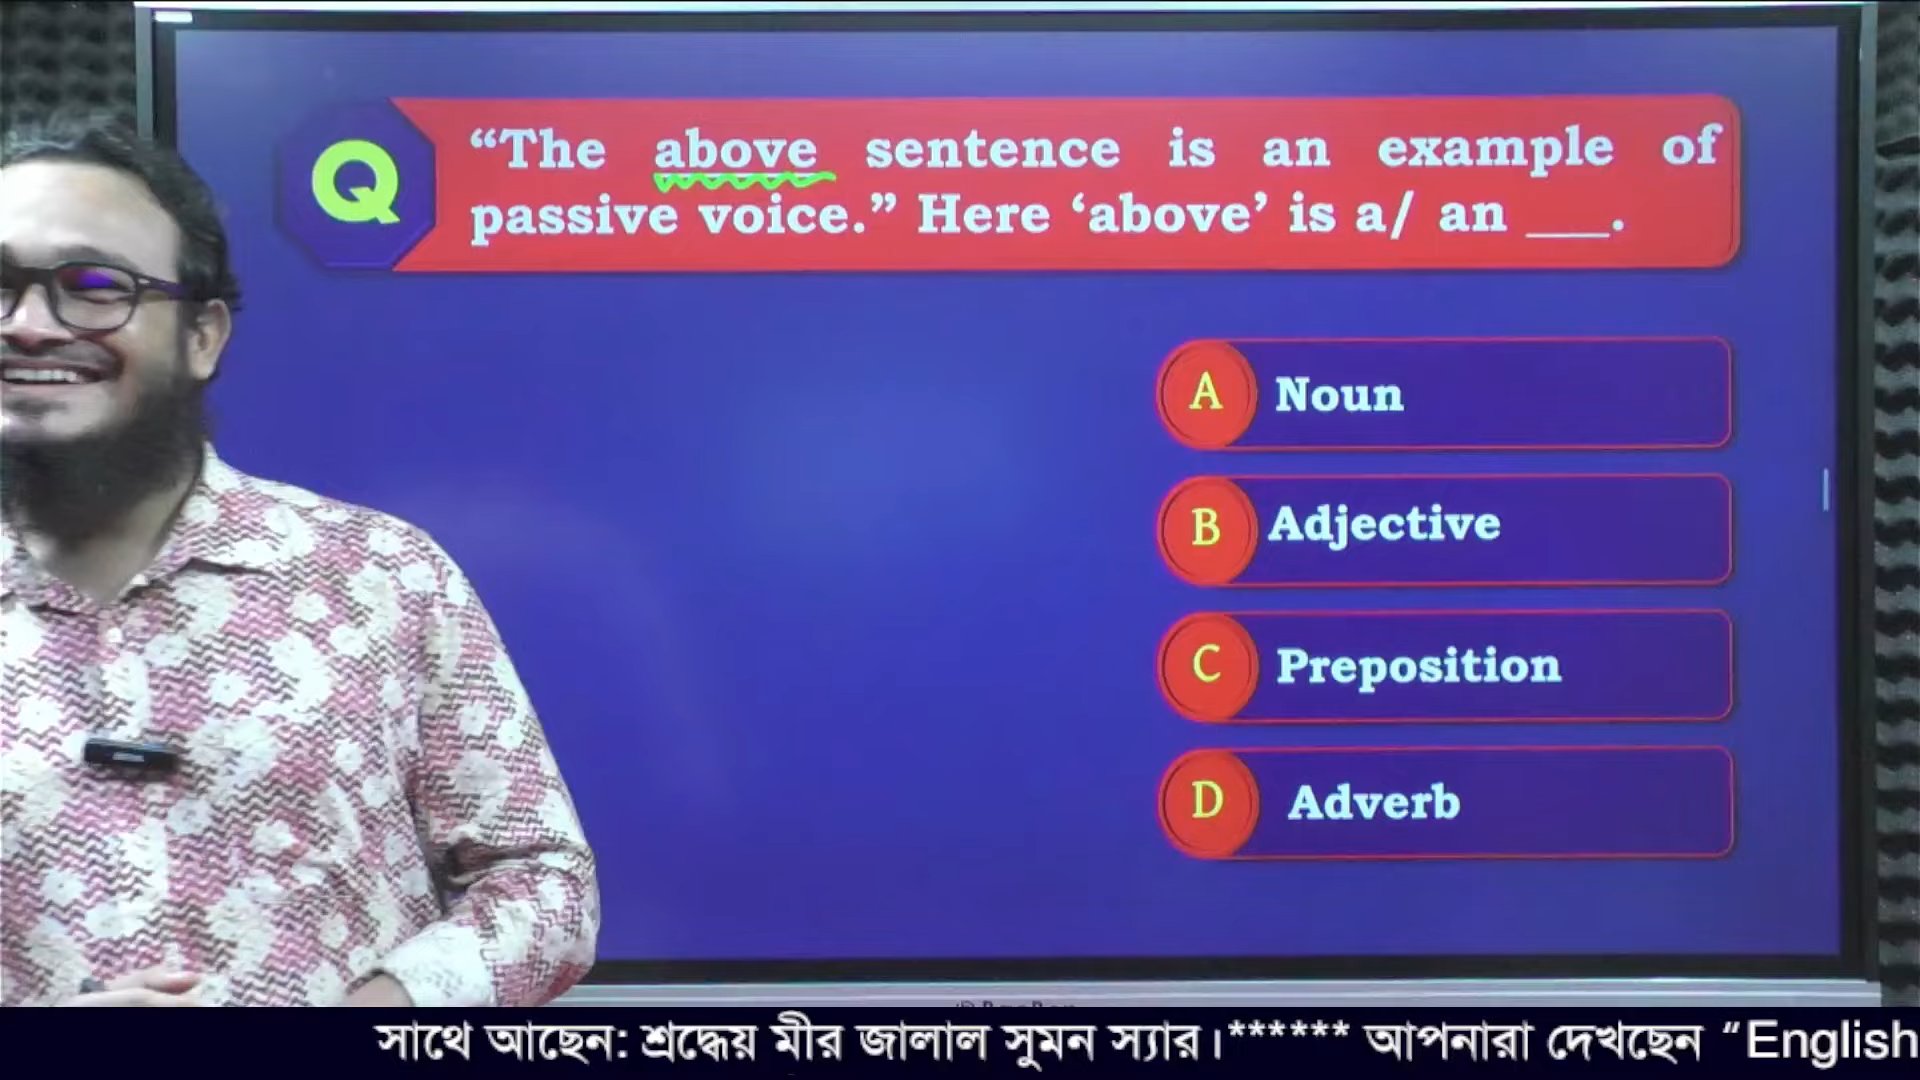 Q
“The above sentence is an example of
passive voice.” Here ‘above’ is a/ an ___.
A Noun
B Adjective
C Preposition
D Adverb
সাথে আছেন: শ্রদ্ধেয় মীর জালাল সুমন স্যার।****** আপনারা দেখছেন “English